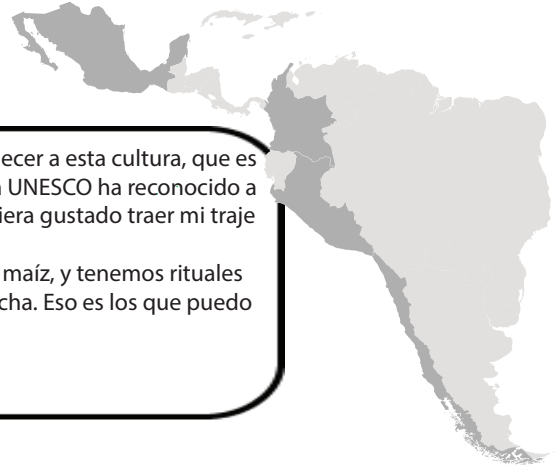 ecer a esta cultura, que es
UNESCO ha reconocido a
iera gustado traer mi traje
maíz, y tenemos rituales
cha. Eso es los que puedo